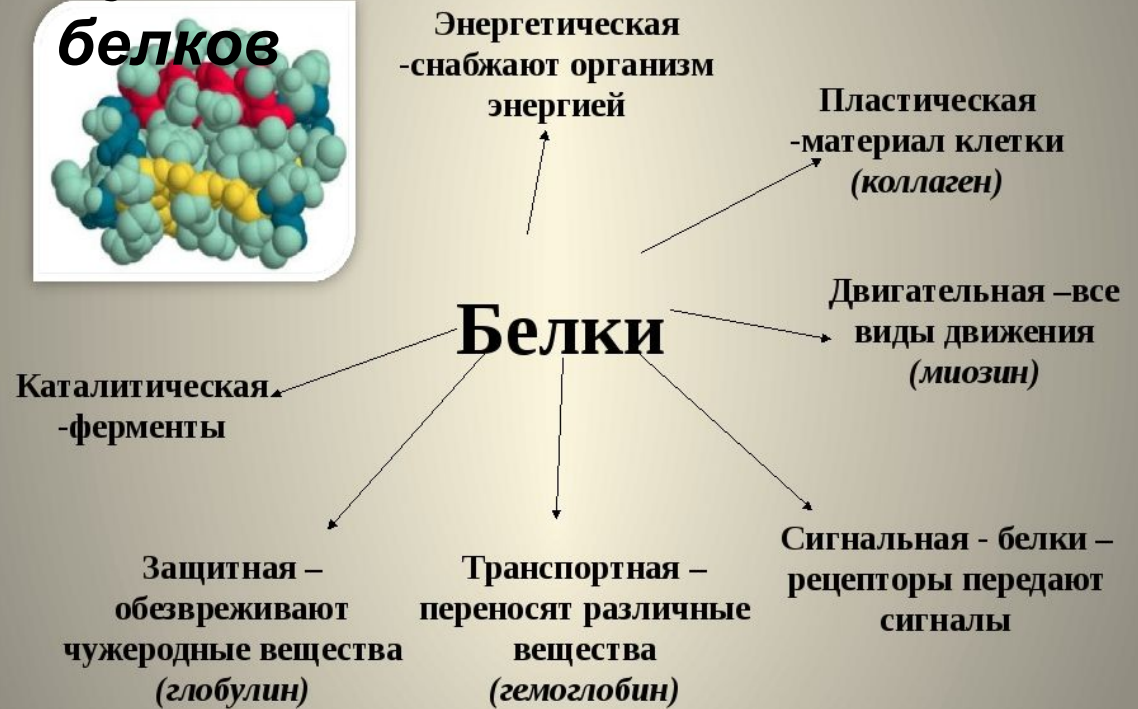 белков
Энергетическая
-снабжают организм
энергией
Пластическая
-материал клетки
(коллаген)
Двигательная –все
виды движения
(миозин)
Белки
Каталитическая
-ферменты
Сигнальная - белки –
рецепторы передают
сигналы
Защитная –
обезвреживают
чужеродные вещества
(глобулин)
Транспортная –
переносят различные
вещества
(гемоглобин)